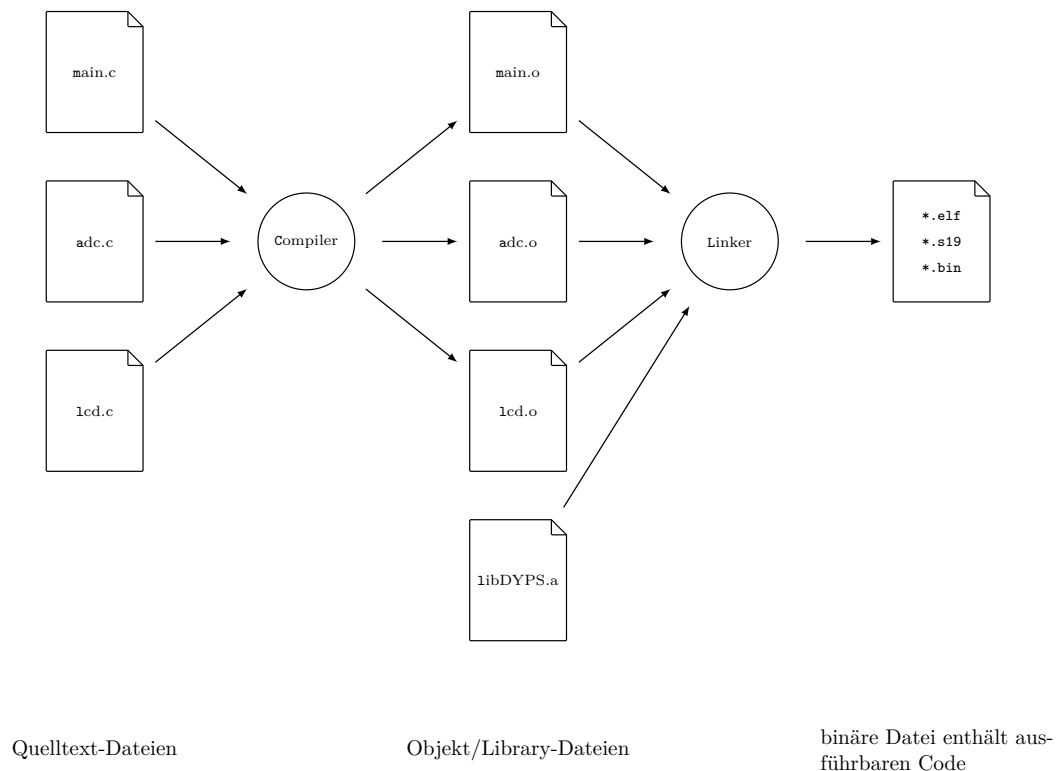 main.c
main.o
adc.c
Compiler
adc.o
Linker
*.elf
*.s19
*.bin
lcd.c
lcd.o
libDYPS.a
Quelltext-Dateien
Objekt/Library-Dateien
binäre Datei enthält aus-
führbaren Code